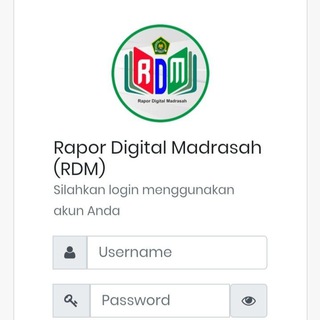 RDM
Rapor Digital Madrasah
Rapor Digital Madrasah
(RDM)
Silahkan login menggunakan
akun Anda
Username
Password